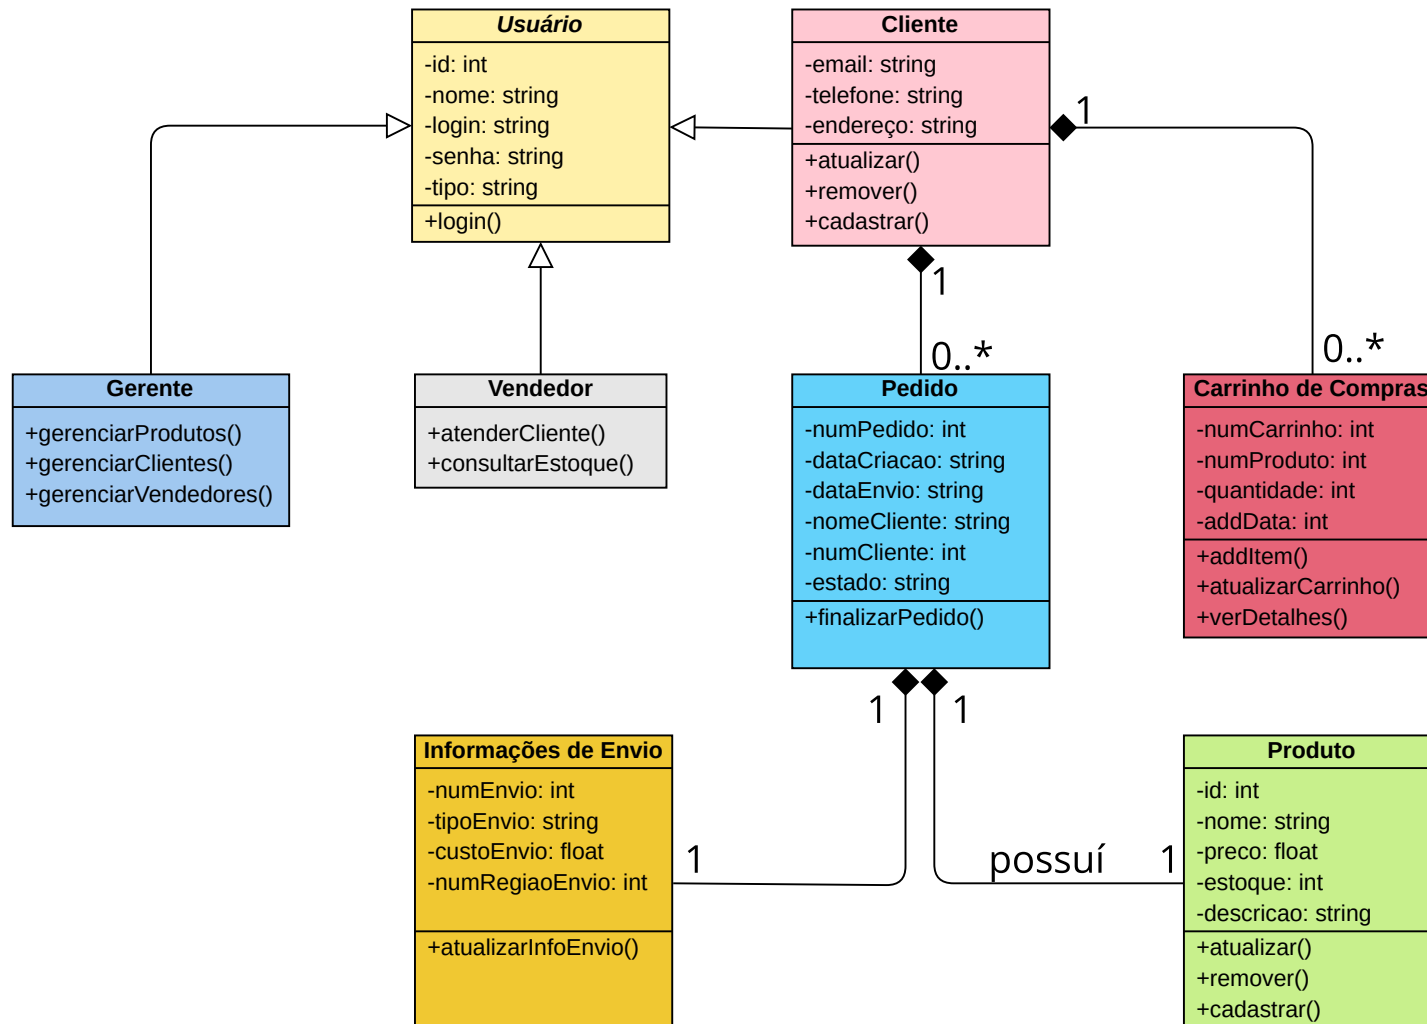 Usuário
-id: int
-nome: string
-login: string
-senha: string
-tipo: string
+login()
Cliente
-email: string
-telefone: string
-endereço: string
+atualizar()
+remover()
+cadastrar()
1
1
0..*
0..*
Gerente
+gerenciarProdutos()
+gerenciarClientes()
+gerenciarVendedores()
Vendedor
+atenderCliente()
+consultarEstoque()
Pedido
-numPedido: int
-dataCriacao: string
-dataEnvio: string
-nomeCliente: string
-numCliente: int
-estado: string
+finalizarPedido()
Carrinho de Compras
-numCarrinho: int
-numProduto: int
-quantidade: int
-addData: int
+addItem()
+atualizarCarrinho()
+verDetalhes()
1
1
Informações de Envio
-numEnvio: int
-tipoEnvio: string
-custoEnvio: float
-numRegiaoEnvio: int
+atualizarInfoEnvio()
1
possuí
1
Produto
-id: int
-nome: string
-preco: float
-estoque: int
-descricao: string
+atualizar()
+remover()
+cadastrar()